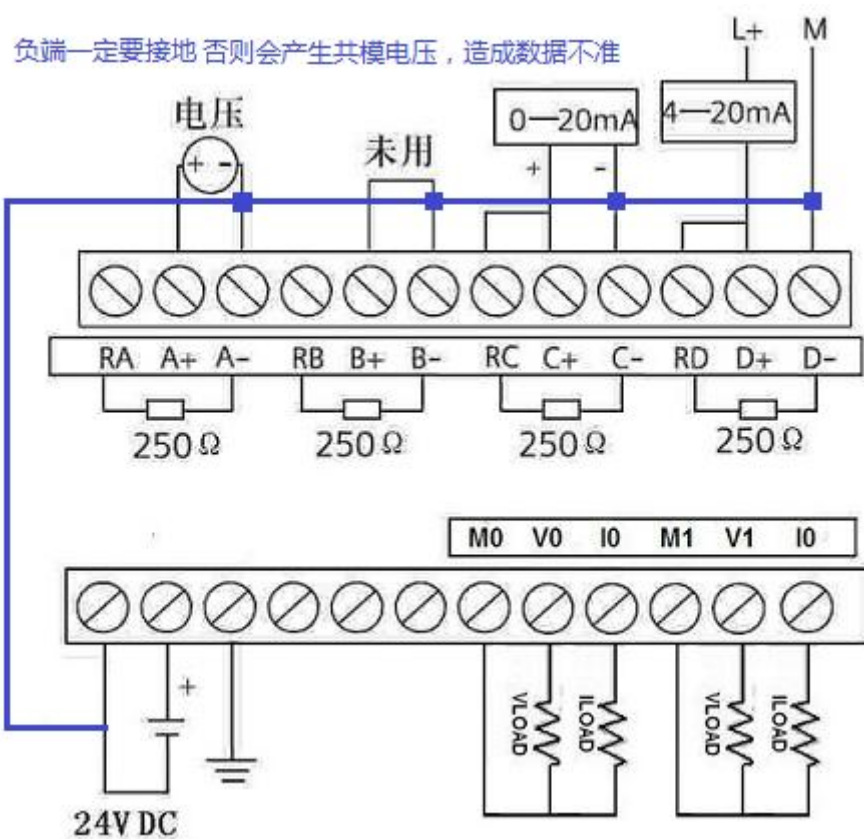 负端一定要接地 否则会产生共模电压，造成数据不准
L+ M
电压
未用
0—20mA
4—20mA
+ -
+ -
RA A+ A- RB B+ B- RC C+ C- RD D+ D-
250Ω 250Ω 250Ω 250Ω
M0 V0 I0 M1 V1 I0
+
VLOAD ILOAD VLOAD ILOAD
24V DC